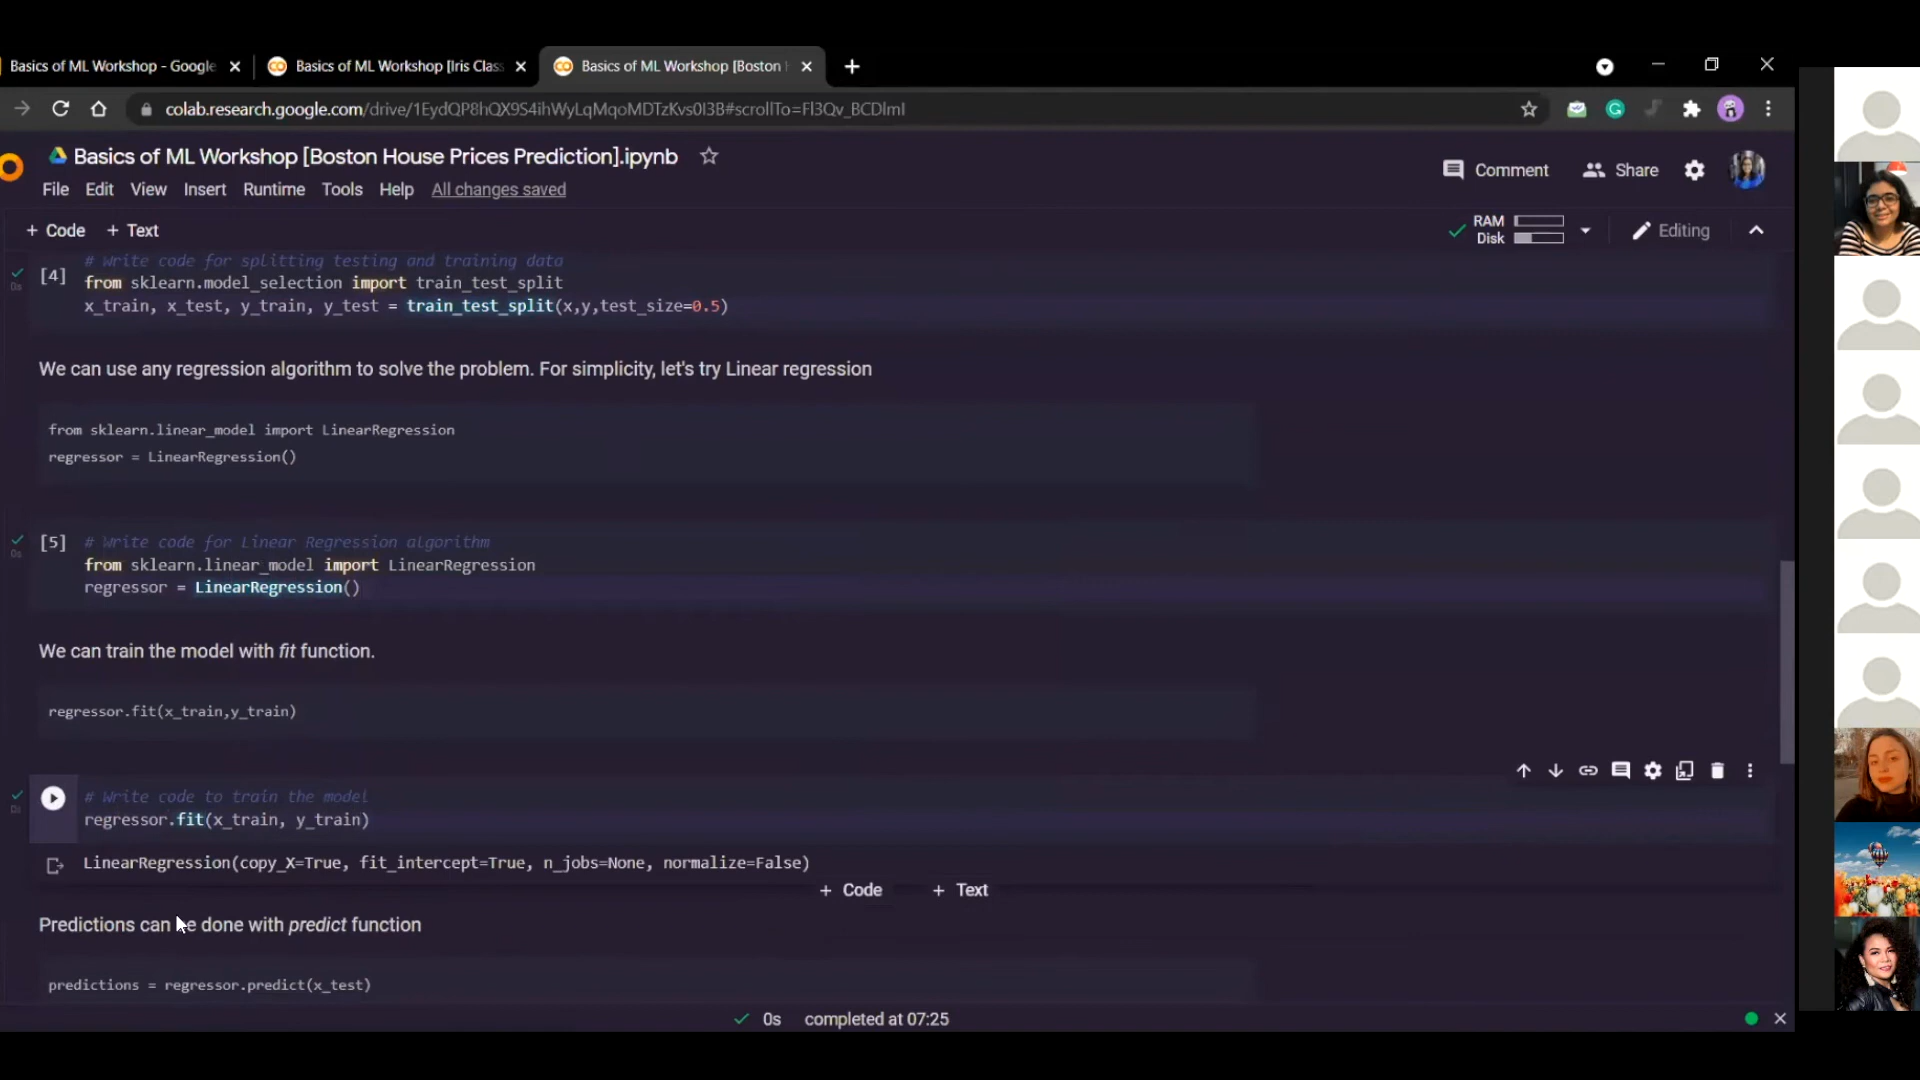 Basics of ML Workshop - Google
Basics of ML Workshop [Iris Clas
Basics of ML Workshop [Boston
colab.research.google.com/drive/1EydQP8hQX9S4ihWyLqMqoMDTzKvs0I3B#scrollTo=Fl3Qv_BCDlmI
Basics of ML Workshop [Boston House Prices Prediction].ipynb
Comment
Share
File Edit View Insert Runtime Tools Help All changes saved
+ Code + Text
RAM
Disk
Editing
# Write code for splitting testing and training data
[4] from sklearn.model_selection import train_test_split
x_train, x_test, y_train, y_test = train_test_split(x,y,test_size=0.5)
0s
We can use any regression algorithm to solve the problem. For simplicity, let's try Linear regression
from sklearn.linear_model import LinearRegression
regressor = LinearRegression()
[5] # Write code for Linear Regression algorithm
0s
from sklearn.linear_model import LinearRegression
regressor = LinearRegression()
We can train the model with fit function.
regressor.fit(x_train,y_train)
# Write code to train the model
0s
regressor.fit(x_train, y_train)
LinearRegression(copy_X=True, fit_intercept=True, n_jobs=None, normalize=False)
+ Code + Text
Predictions can be done with predict function
predictions = regressor.predict(x_test)
0s completed at 07:25